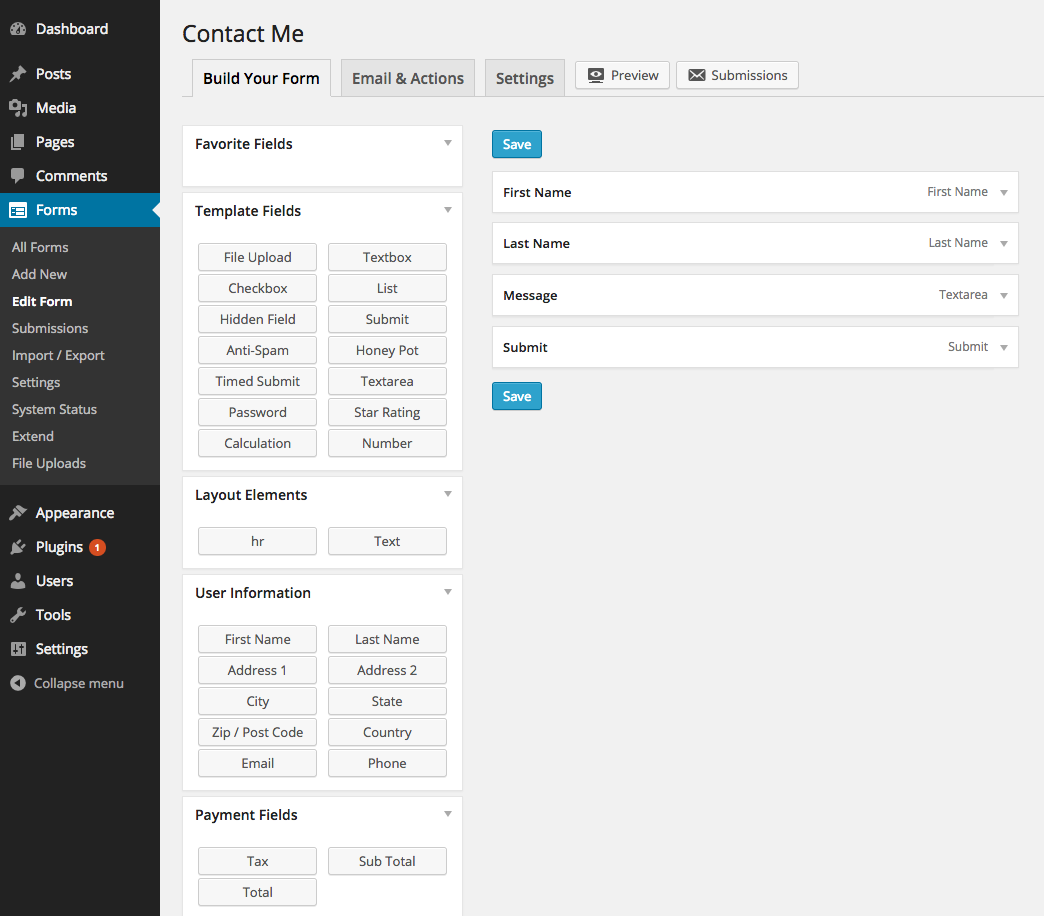 Dashboard
Posts
Media
Pages
Comments
Forms
All Forms
Add New
Edit Form
Submissions
Import / Export
Settings
System Status
Extend
File Uploads
Appearance
Plugins 1
Users
Tools
Settings
Collapse menu
Contact Me
Build Your Form Email & Actions Settings Preview Submissions
Favorite Fields
Template Fields
File Upload Textbox
Checkbox List
Hidden Field Submit
Anti-Spam Honey Pot
Timed Submit Textarea
Password Star Rating
Calculation Number
Layout Elements
hr Text
User Information
First Name Last Name
Address 1 Address 2
City State
Zip / Post Code Country
Email Phone
Payment Fields
Tax Sub Total
Total
Save
First Name First Name
Last Name Last Name
Message Textarea
Submit Submit
Save